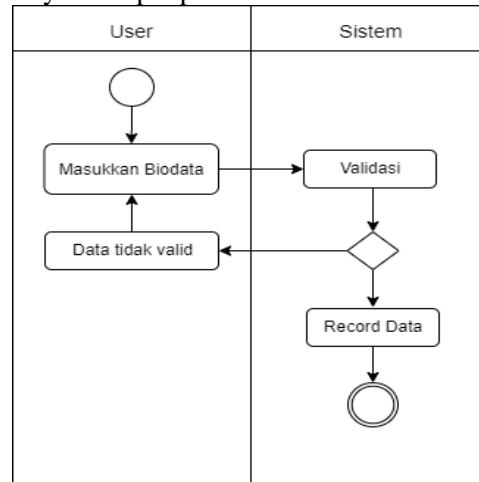 User
Sistem
Masukkan Biodata
Validasi
Data tidak valid
Record Data